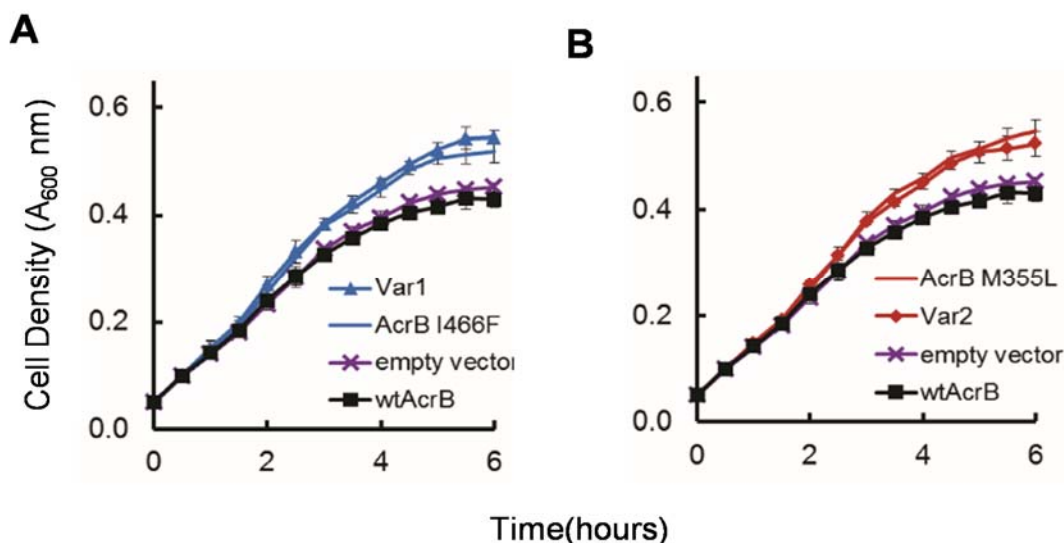 A
Cell Density (A600 nm)
0.6
0.4
0.2
0.0
0
2
4
6
Var1
AcrB I466F
empty vector
wtAcrB
B
0.6
0.4
0.2
0.0
0
2
4
6
AcrB M355L
Var2
empty vector
wtAcrB
Time(hours)